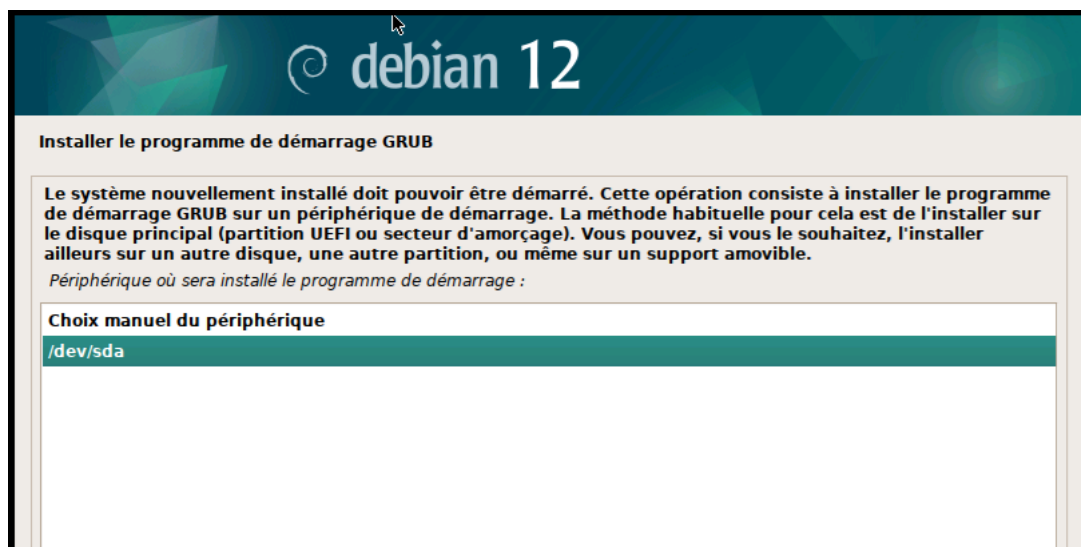 debian 12
Installer le programme de démarrage GRUB
Le système nouvellement installé doit pouvoir être démarré. Cette opération consiste à installer le programme
de démarrage GRUB sur un périphérique de démarrage. La méthode habituelle pour cela est de l'installer sur
le disque principal (partition UEFI ou secteur d'amorçage). Vous pouvez, si vous le souhaitez, l'installer
ailleurs sur un autre disque, une autre partition, ou même sur un support amovible.
Périphérique où sera installé le programme de démarrage :
Choix manuel du périphérique
/dev/sda